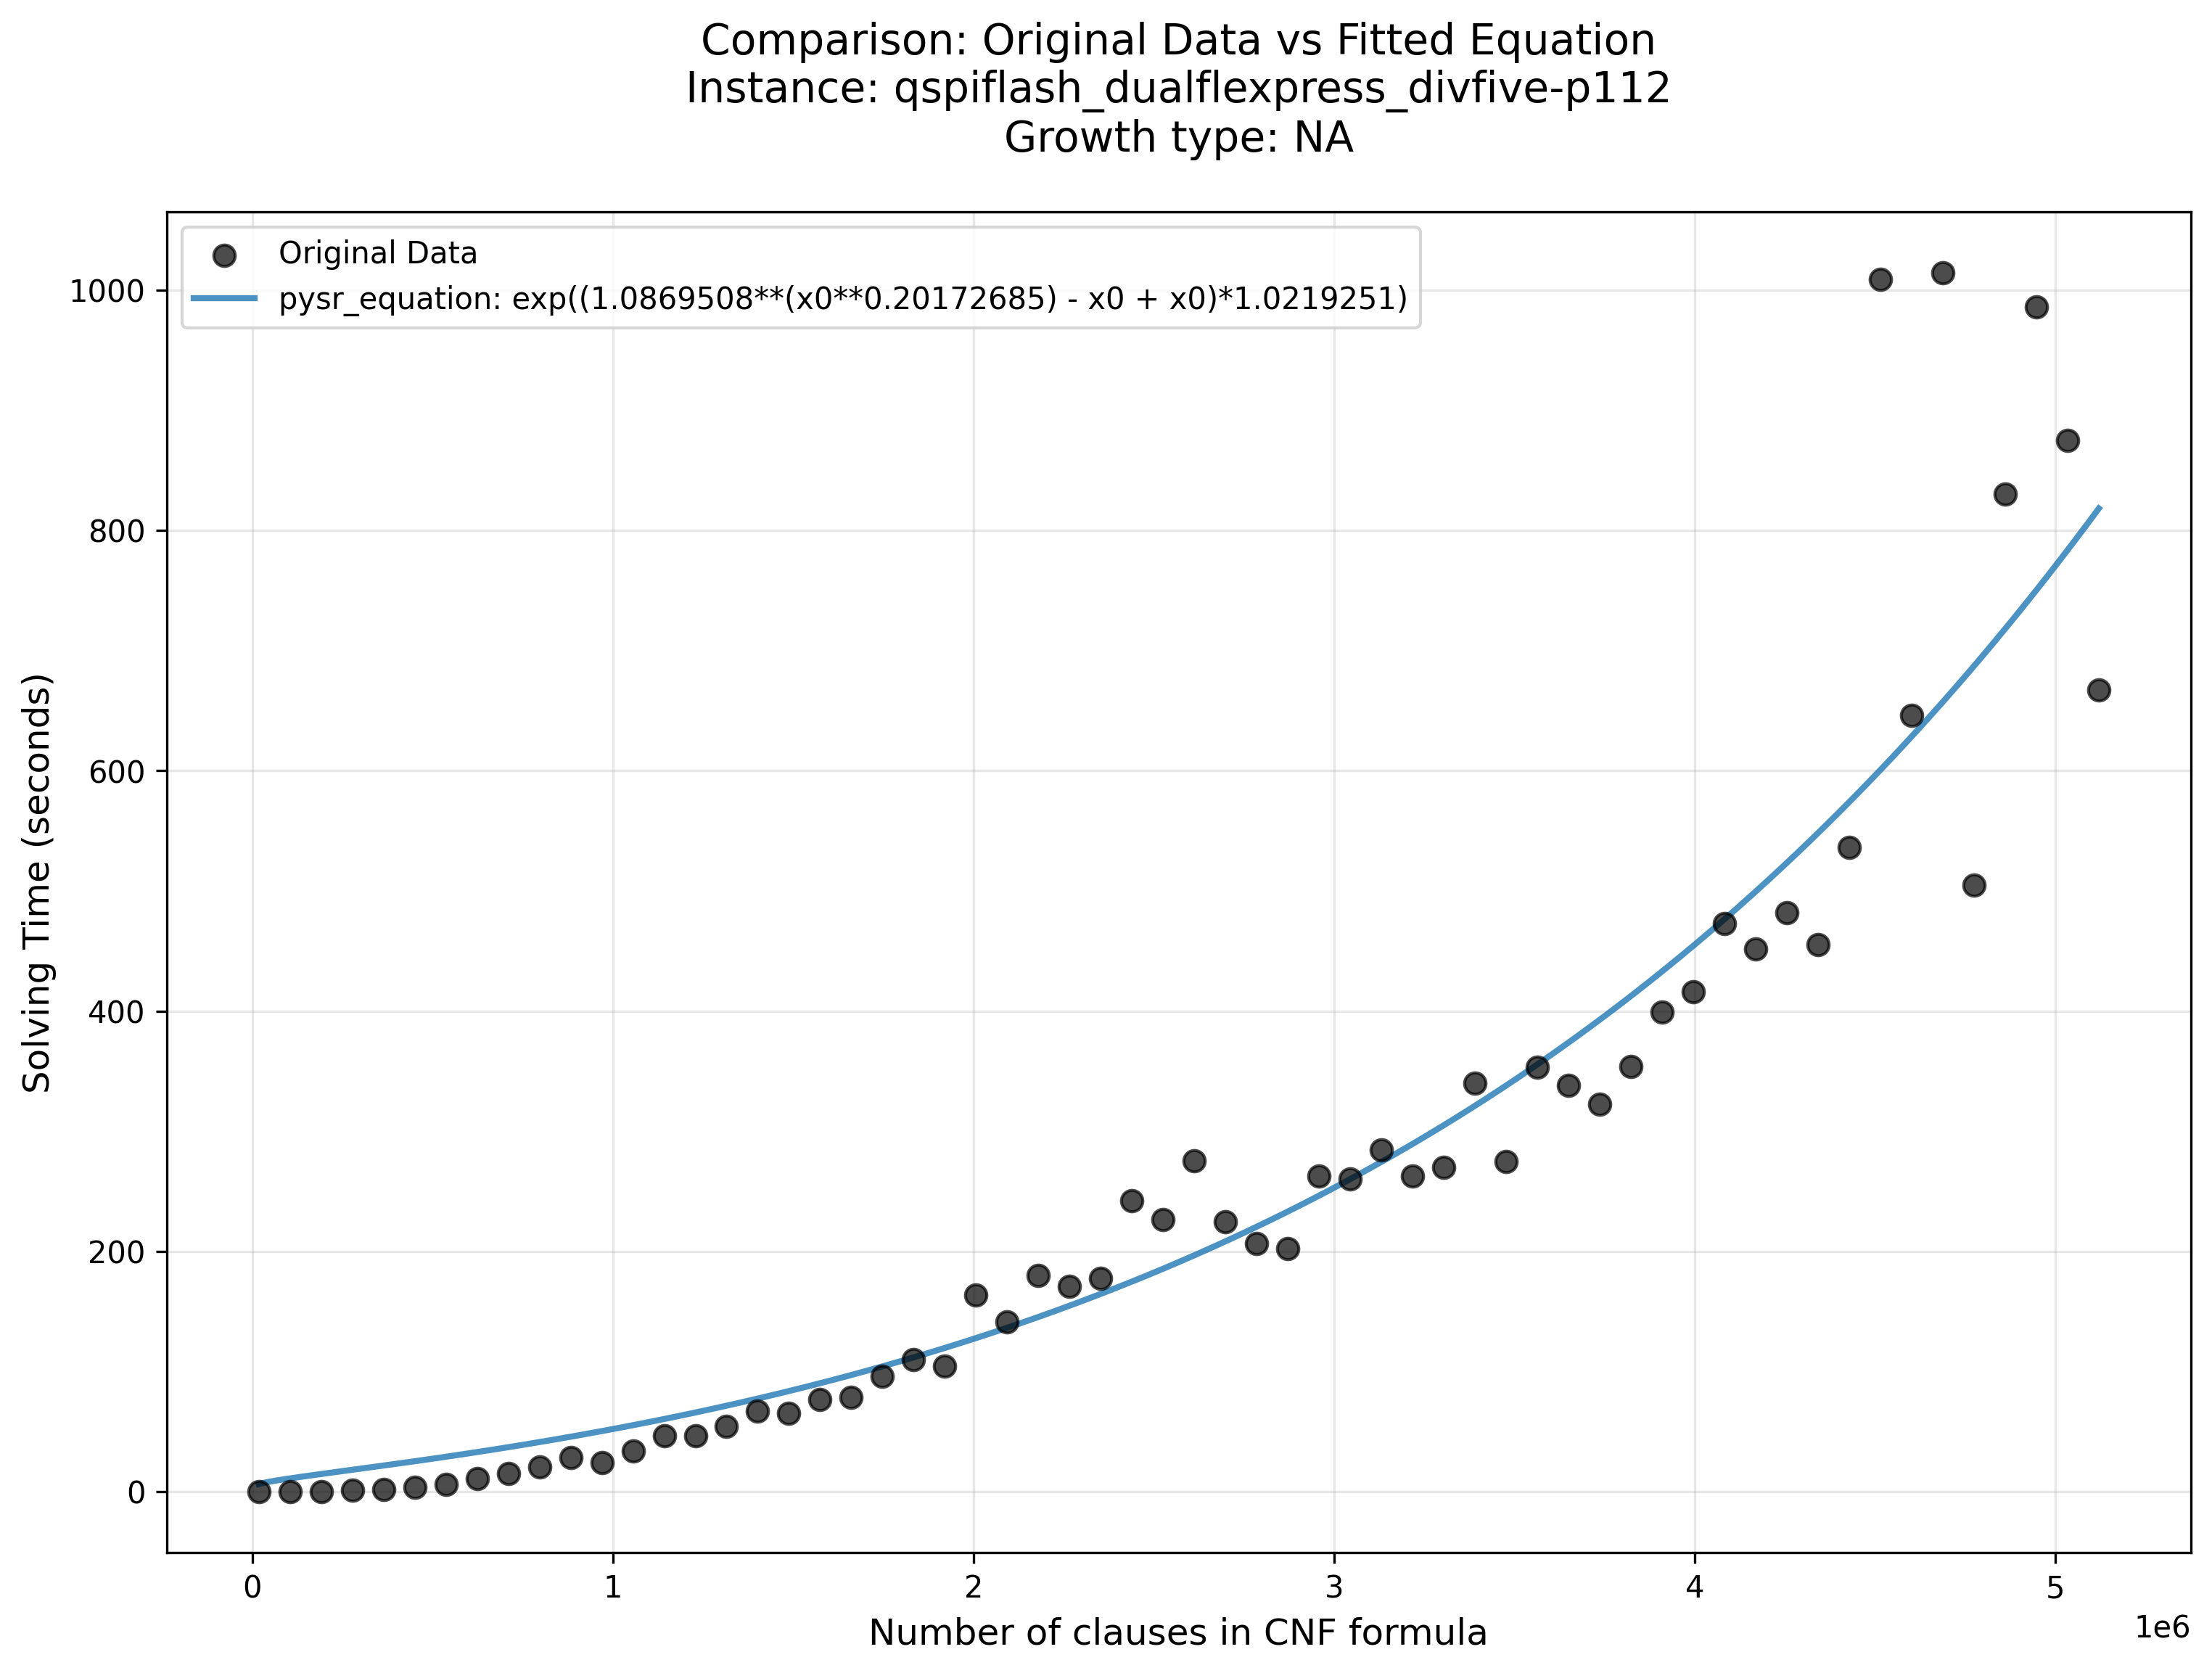 Comparison: Original Data vs Fitted Equation
Instance: qspiflash_dualflexpress_divfive-p112
Growth type: NA
Original Data
pysr_equation: exp((1.0869508**(x0**0.20172685) - x0 + x0)*1.0219251)
1000
800
600
400
200
0
Solving Time (seconds)
0 1 2 3 4 5
1e6
Number of clauses in CNF formula